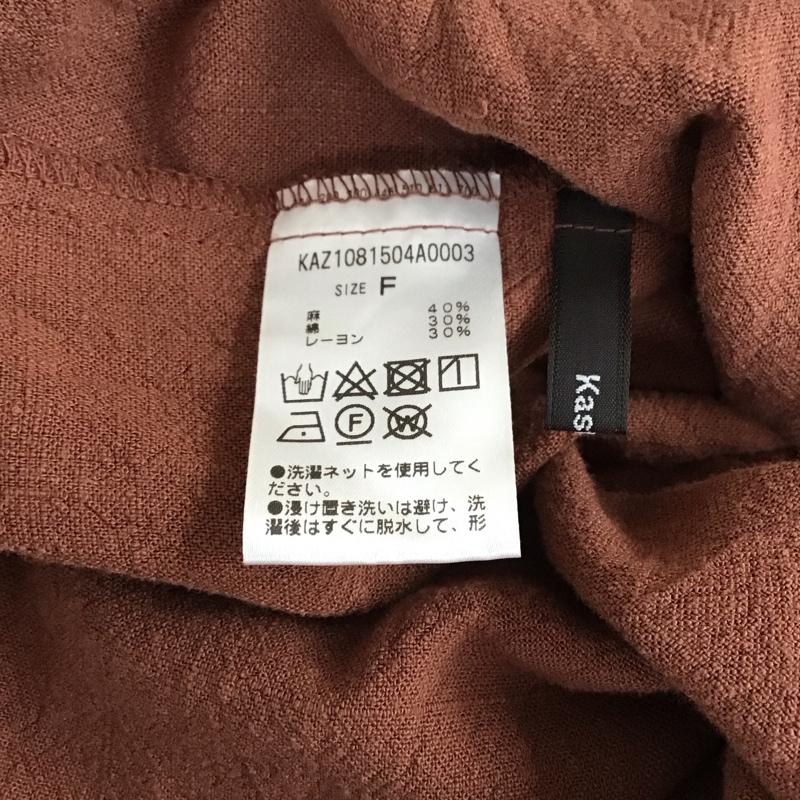 KAZ1081504A0003
SIZE F
麻 40%
綿 30%
レーヨン 30%
F
W
●洗濯ネットを使用してく
ださい。
●浸け置き洗いは避け、洗
濯後はすぐに脱水して、形
Kas